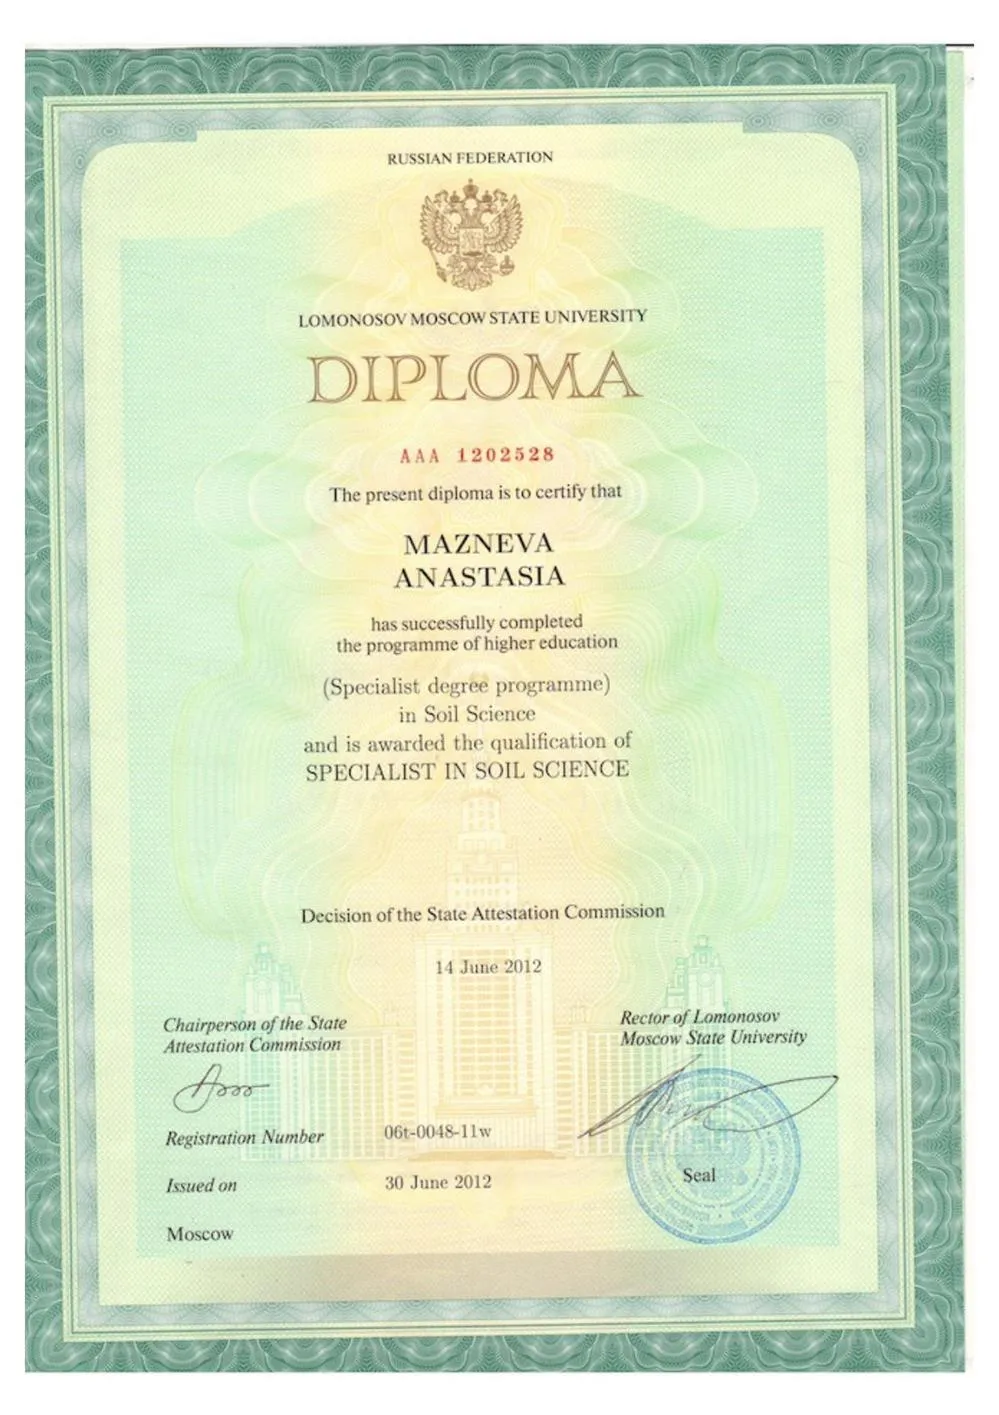 RUSSIAN FEDERATION
LOMONOSOV MOSCOW STATE UNIVERSITY
DIPLOMA
AAA 1202528
The present diploma is to certify that
MAZNEVA
ANASTASIA
has successfully completed
the programme of higher education
(Specialist degree programme)
in Soil Science
and is awarded the qualification of
SPECIALIST IN SOIL SCIENCE
Decision of the State Attestation Commission
14 June 2012
Chairperson of the State
Attestation Commission
Rector of Lomonosov
Moscow State University
Registration Number 06t-0048-11w
Issued on 30 June 2012
Seal
Moscow